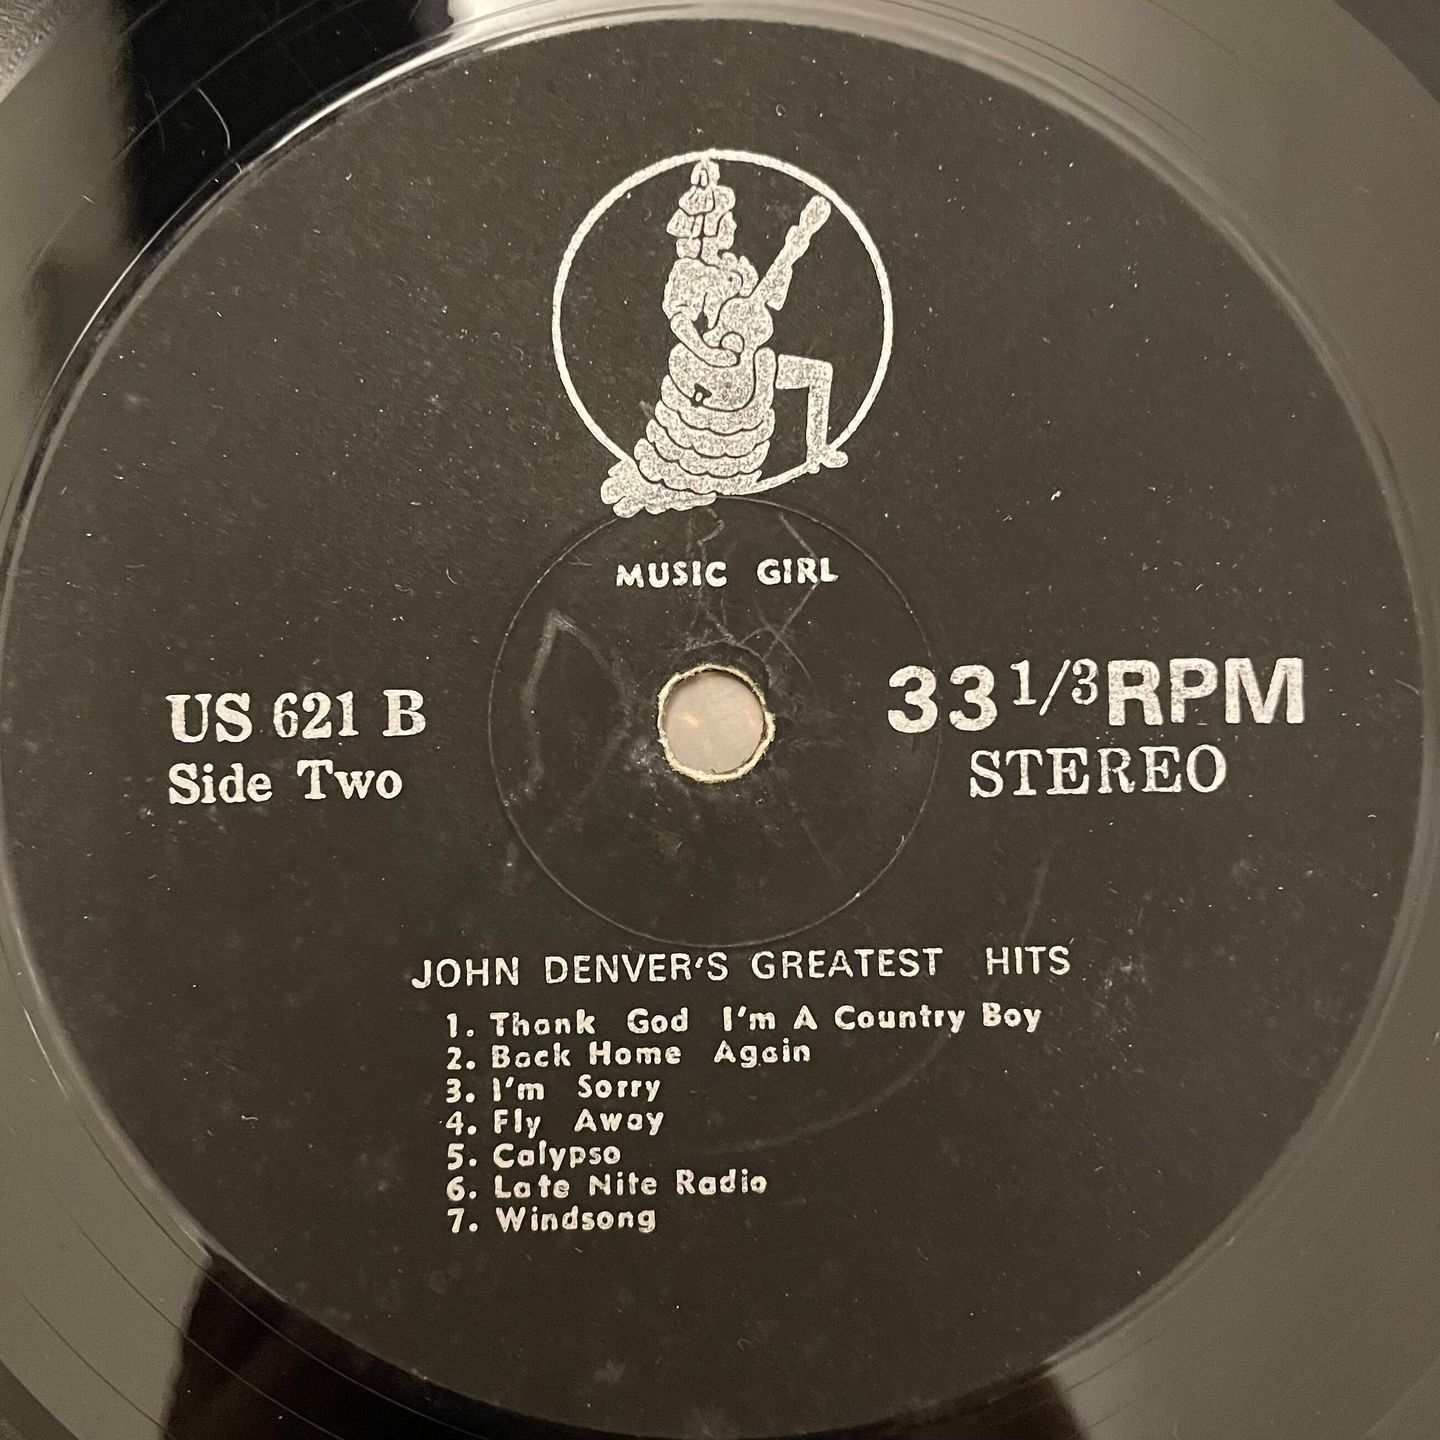 MUSIC GIRL
US 621 B
Side Two
33 1/3 RPM
STEREO
JOHN DENVER'S GREATEST HITS
1. Thank God I'm A Country Boy
2. Back Home Again
3. I'm Sorry
4. Fly Away
5. Calypso
6. Late Nite Radio
7. Windsong